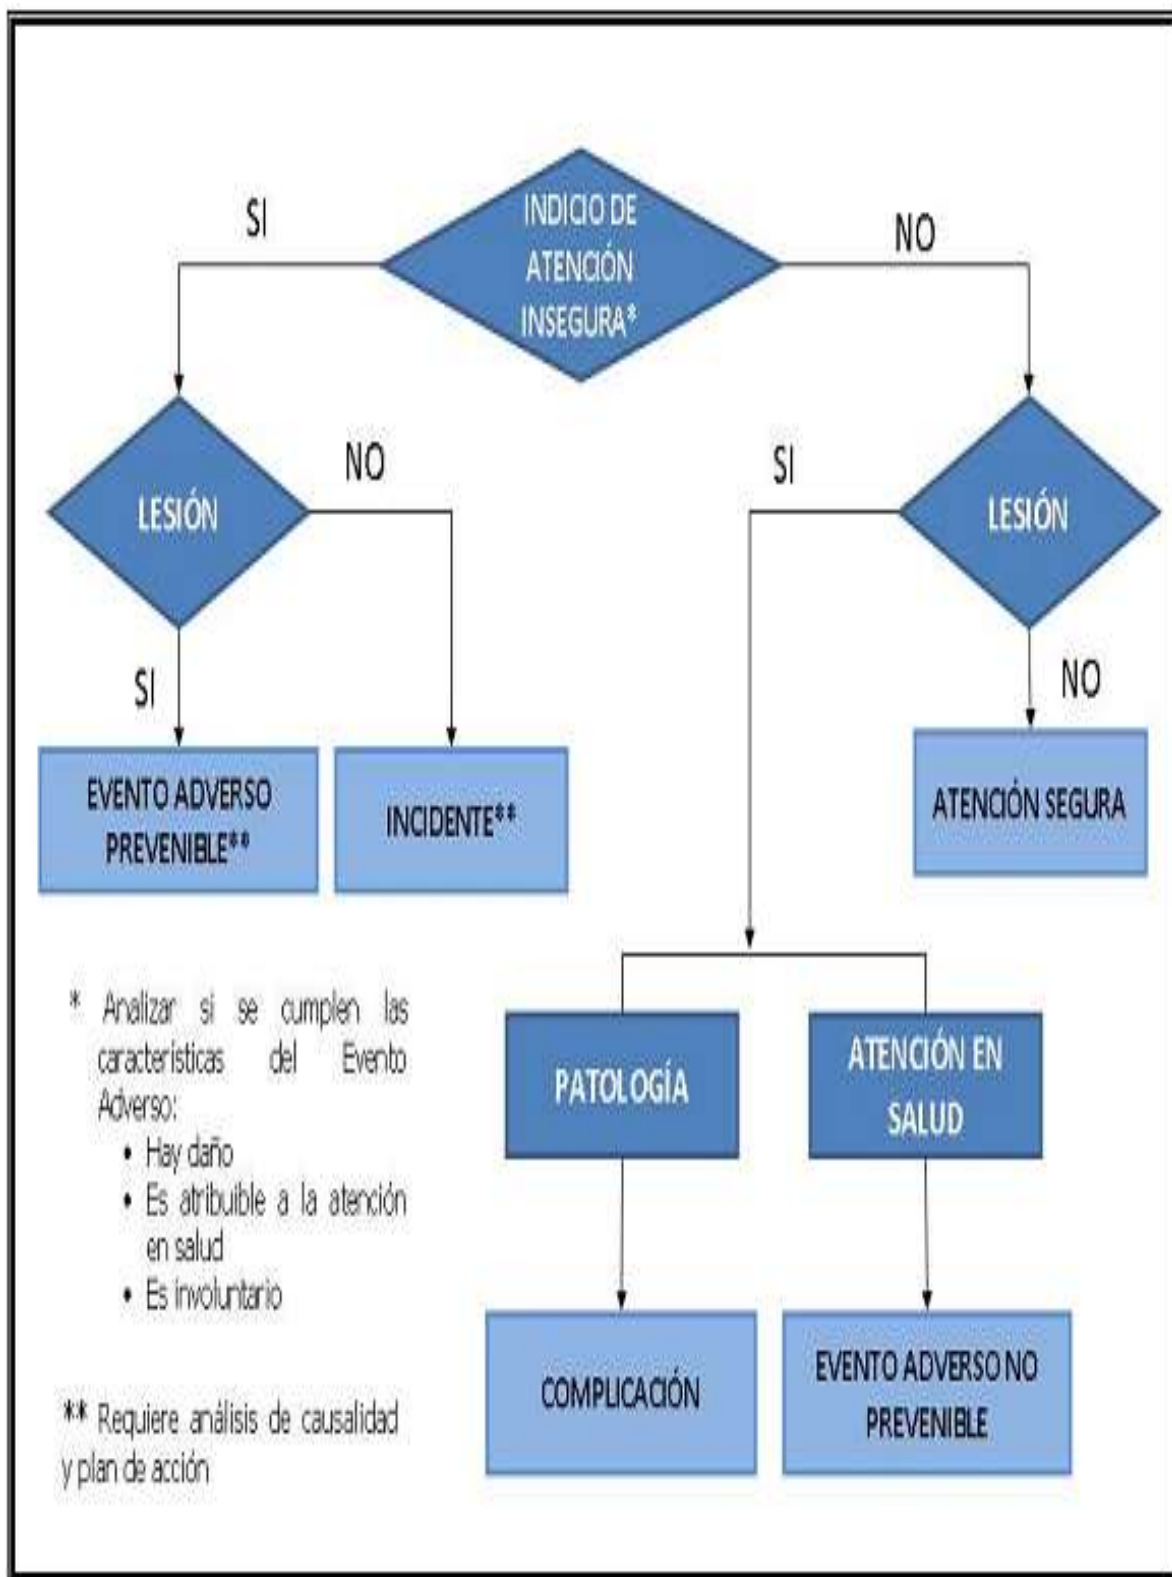 INDICIO DE
ATENCIÓN
INSEGURA*
SI
NO
LESIÓN
NO
SI
LESIÓN
SI
NO
EVENTO ADVERSO
PREVENIBLE**
INCIDENTE**
ATENCIÓN SEGURA
* Analizar si se cumplen las
características del Evento
Adverso:
• Hay daño
• Es atribuible a la atención
en salud
• Es involuntario
PATOLOGÍA
ATENCIÓN EN
SALUD
COMPLICACIÓN
EVENTO ADVERSO NO
PREVENIBLE
** Requiere análisis de causalidad
y plan de acción